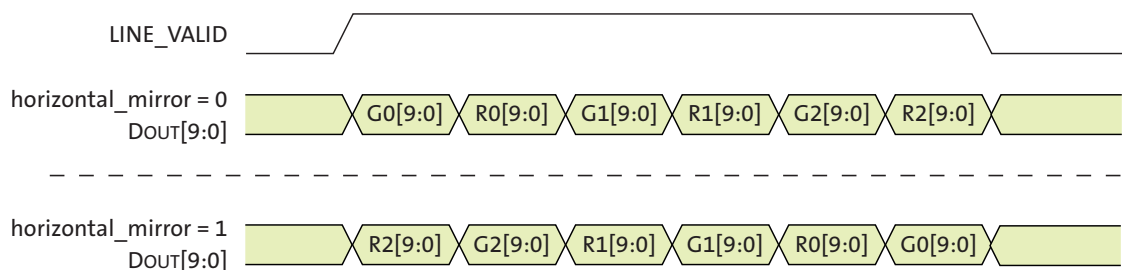 LINE_VALID
horizontal_mirror = 0
DOUT[9:0]
G0[9:0] R0[9:0] G1[9:0] R1[9:0] G2[9:0] R2[9:0]
horizontal_mirror = 1
DOUT[9:0]
R2[9:0] G2[9:0] R1[9:0] G1[9:0] R0[9:0] G0[9:0]